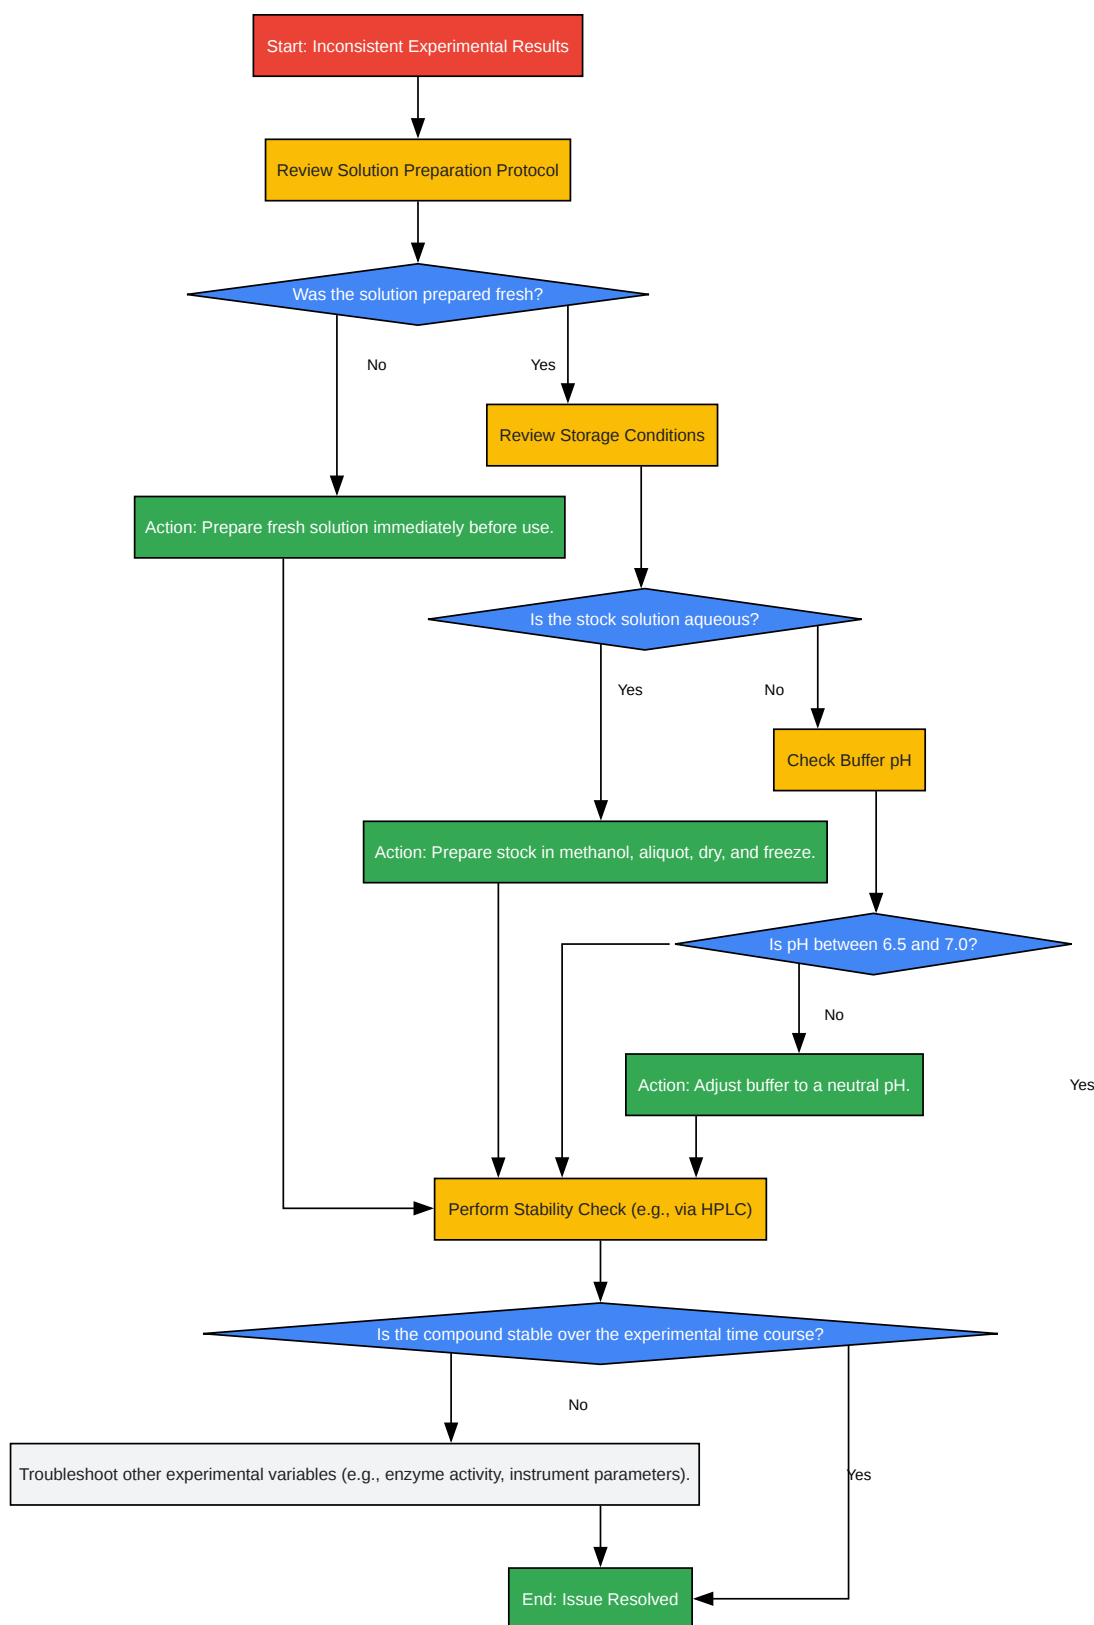 Start: Inconsistent Experimental Results
Review Solution Preparation Protocol
Was the solution prepared fresh?
No
Yes
Review Storage Conditions
Action: Prepare fresh solution immediately before use.
Is the stock solution aqueous?
Yes
No
Check Buffer pH
Action: Prepare stock in methanol, aliquot, dry, and freeze.
Is pH between 6.5 and 7.0?
No
Action: Adjust buffer to a neutral pH.
Yes
Perform Stability Check (e.g., via HPLC)
Is the compound stable over the experimental time course?
No
Troubleshoot other experimental variables (e.g., enzyme activity, instrument parameters).
Yes
End: Issue Resolved